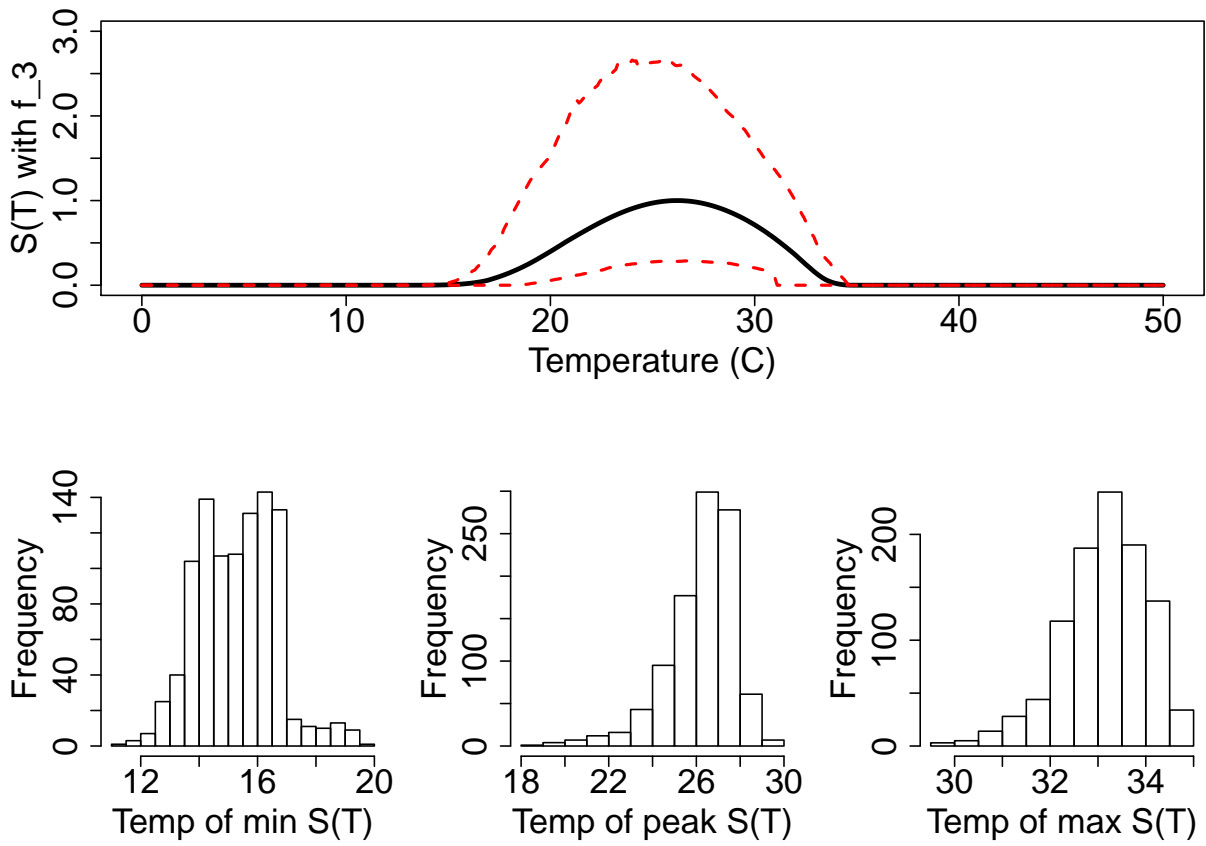 S(T) with f_3
0.0 1.0 2.0 3.0
0 10 20 30 40 50
Temperature (C)
Frequency
0 40 80 140
12 16 20
Temp of min S(T)
Frequency
0 100 250
18 22 26 30
Temp of peak S(T)
Frequency
0 100 200
30 32 34
Temp of max S(T)